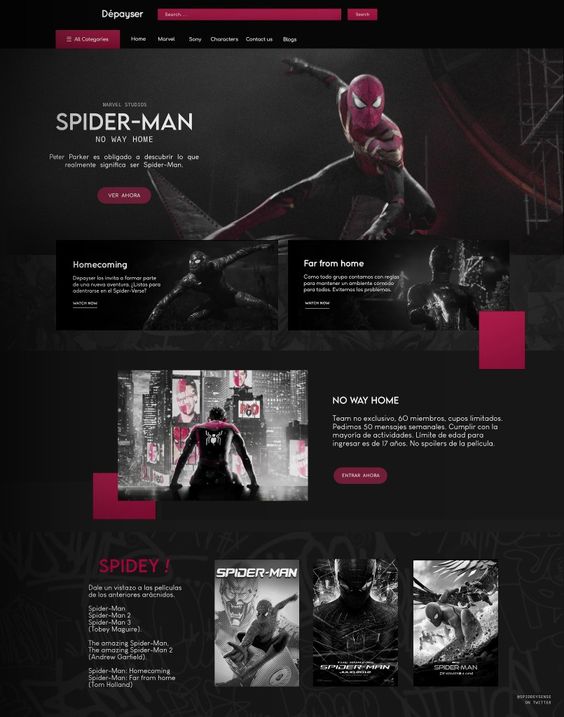 Dépayser
Search ...
Search
All Categories
Home
Marvel
Sony
Characters
Contact us
Blogs
MARVEL STUDIOS
SPIDER-MAN
NO WAY HOME
Peter Parker es obligado a descubrir lo que
realmente significa ser Spider-Man.
VER AHORA
Homecoming
Dépayser los invita a formar parte
de una nueva aventura. ¿Listos para
adentrarse en el Spider-Verse?
WATCH NOW
Far from home
Como todo grupo contamos con reglas
para mantener un ambiente cómodo
para todos. Evitemos los problemas.
WATCH NOW
NO WAY HOME
Team no exclusivo, 60 miembros, cupos limitados.
Pedimos 50 mensajes semanales. Cumplir con la
mayoría de actividades. Límite de edad para
ingresar es de 17 años. No spoilers de la película.
ENTRAR AHORA
SPIDEY !
Dale un vistazo a las películas
de los anteriores arácnidos.
Spider-Man
Spider-Man 2
Spider-Man 3
(Tobey Maguire).
The amazing Spider-Man,
The amazing Spider-Man 2
(Andrew Garfield).
Spider-Man: Homecoming
Spider-Man: Far from home
(Tom Holland)
SPIDER-MAN
SPIDER-MAN
SPIDER-MAN
@SPIDDEYSENSE
ON TWITTER